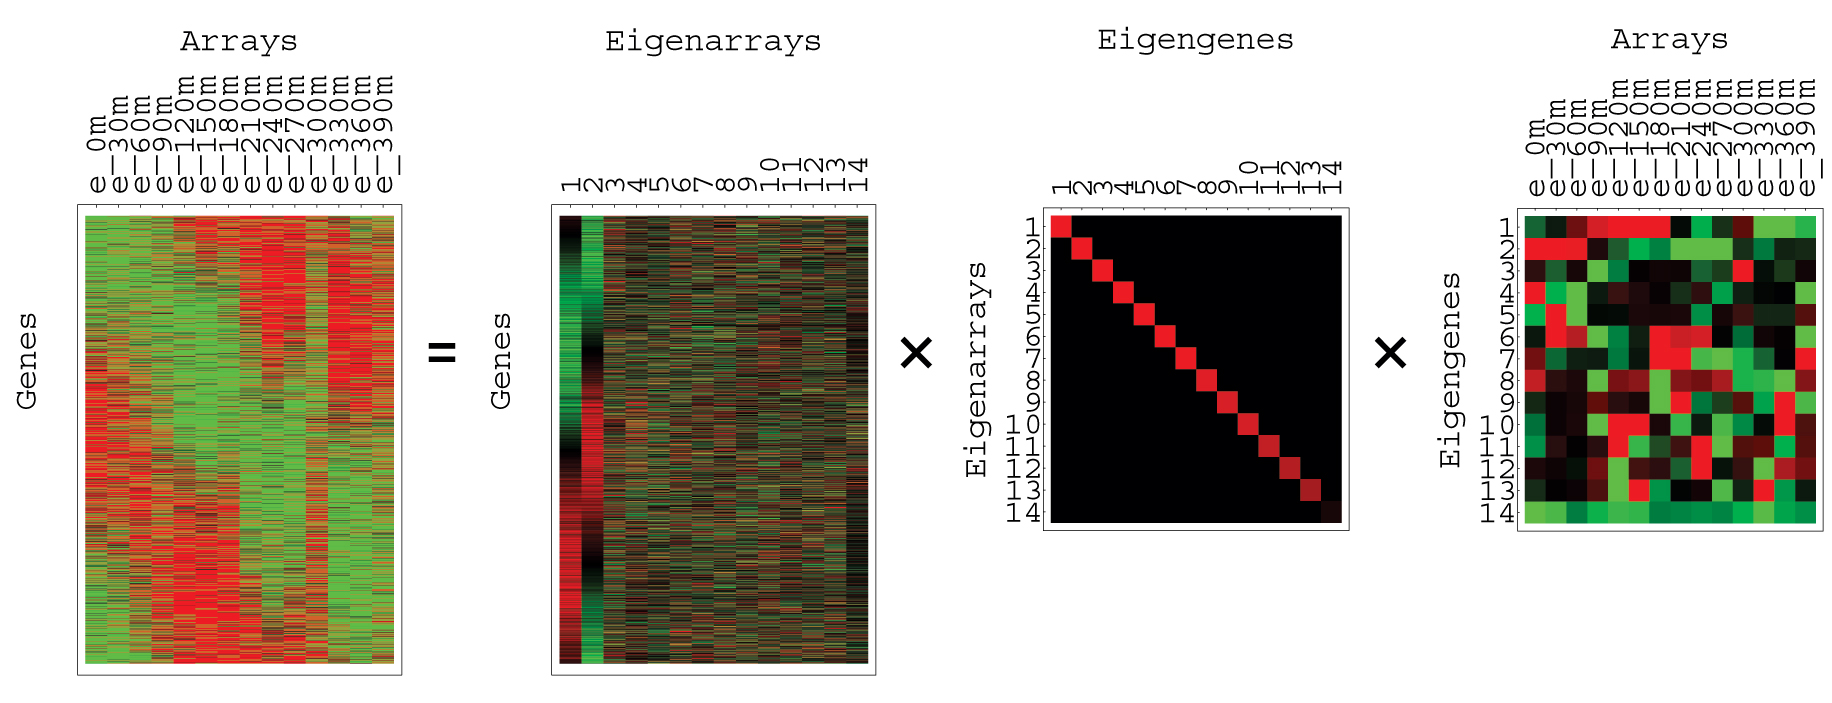 Arrays
Eigenarrays
Eigengenes
Arrays
e_0m
e_30m
e_60m
e_90m
e_120m
e_150m
e_180m
e_210m
e_240m
e_270m
e_300m
e_330m
e_360m
e_390m
1
2
3
4
5
6
7
8
9
10
11
12
13
14
1
2
3
4
5
6
7
8
9
10
11
12
13
14
e_0m
e_30m
e_60m
e_90m
e_120m
e_150m
e_180m
e_210m
e_240m
e_270m
e_300m
e_330m
e_360m
e_390m
Genes
=
Genes
×
Eigenarrays
1
2
3
4
5
6
7
8
9
10
11
12
13
14
×
Eigengenes
1
2
3
4
5
6
7
8
9
10
11
12
13
14